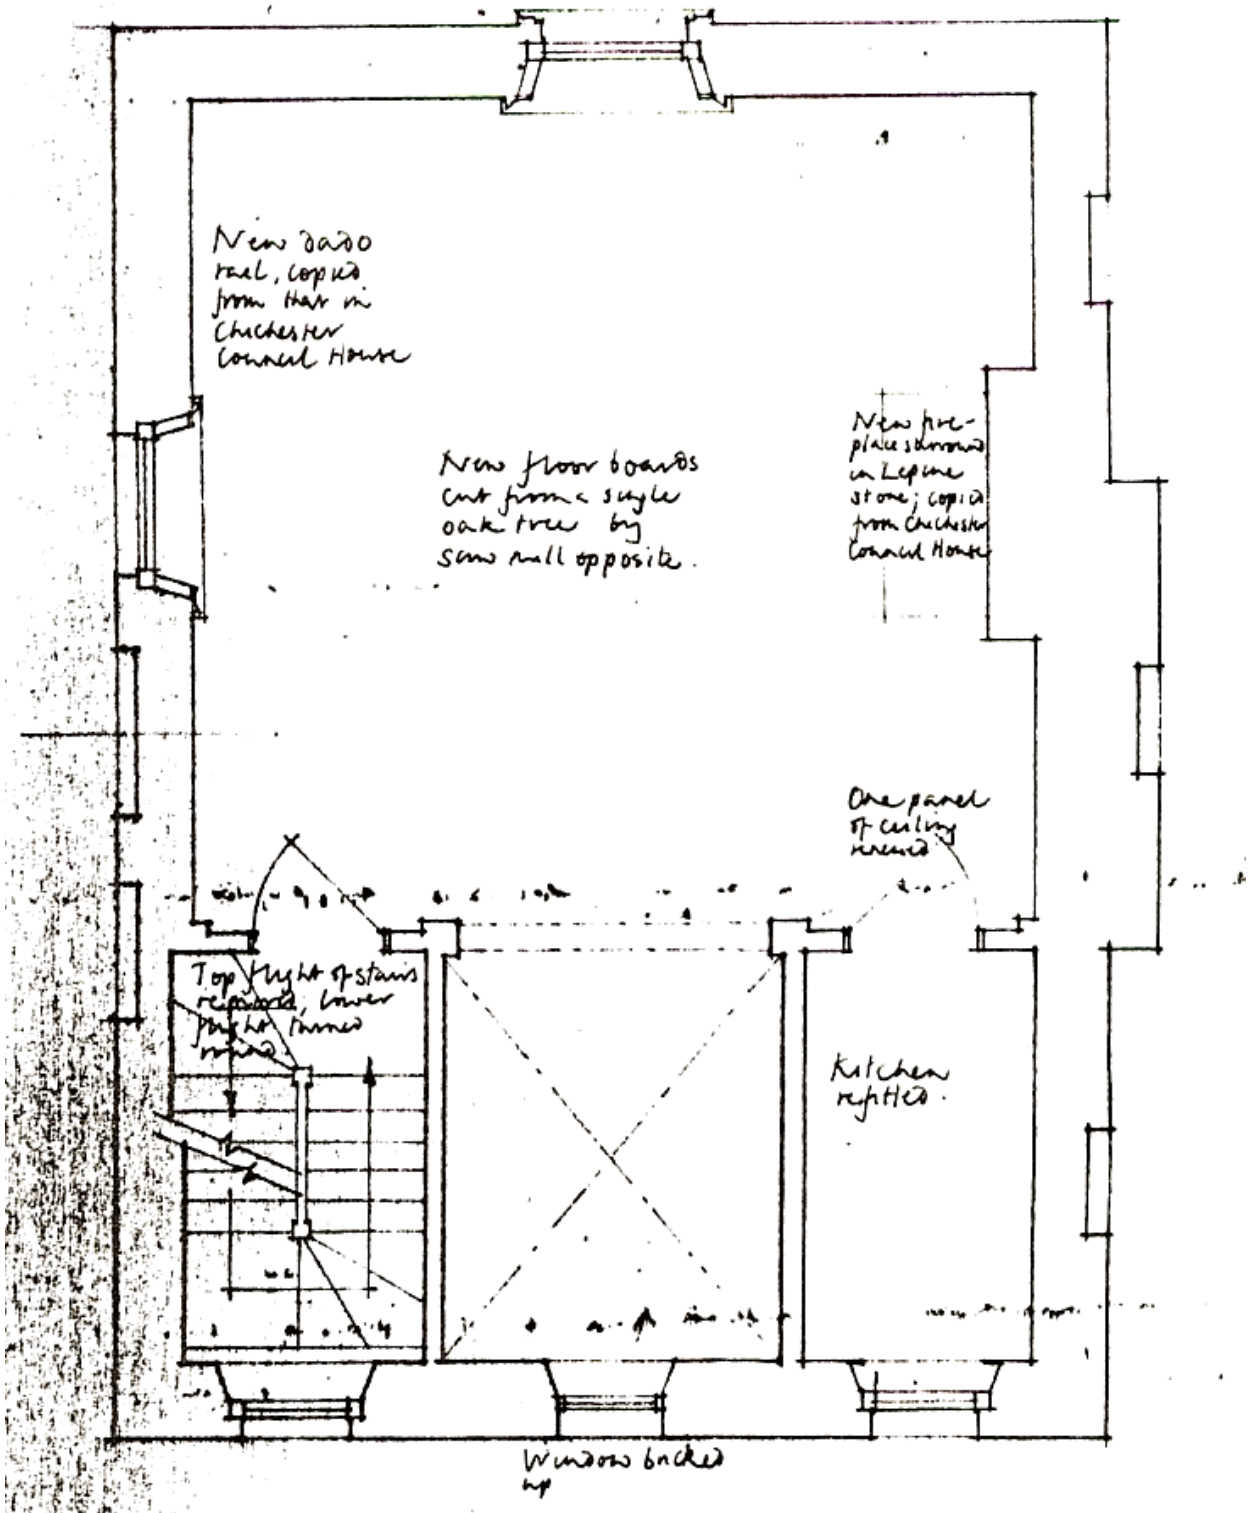 New dado
rail, copied
from that in
Chichester
Council House
New floor boards
cut from a single
oak tree by
saw mill opposite.
New fire-
place surround
in Lepine
stone; copied
from Chichester
Council House
One panel
of ceiling
renewed
Top flight of stairs
removed, lower
flight turned
round.
Kitchen
refitted.
Window bricked
up